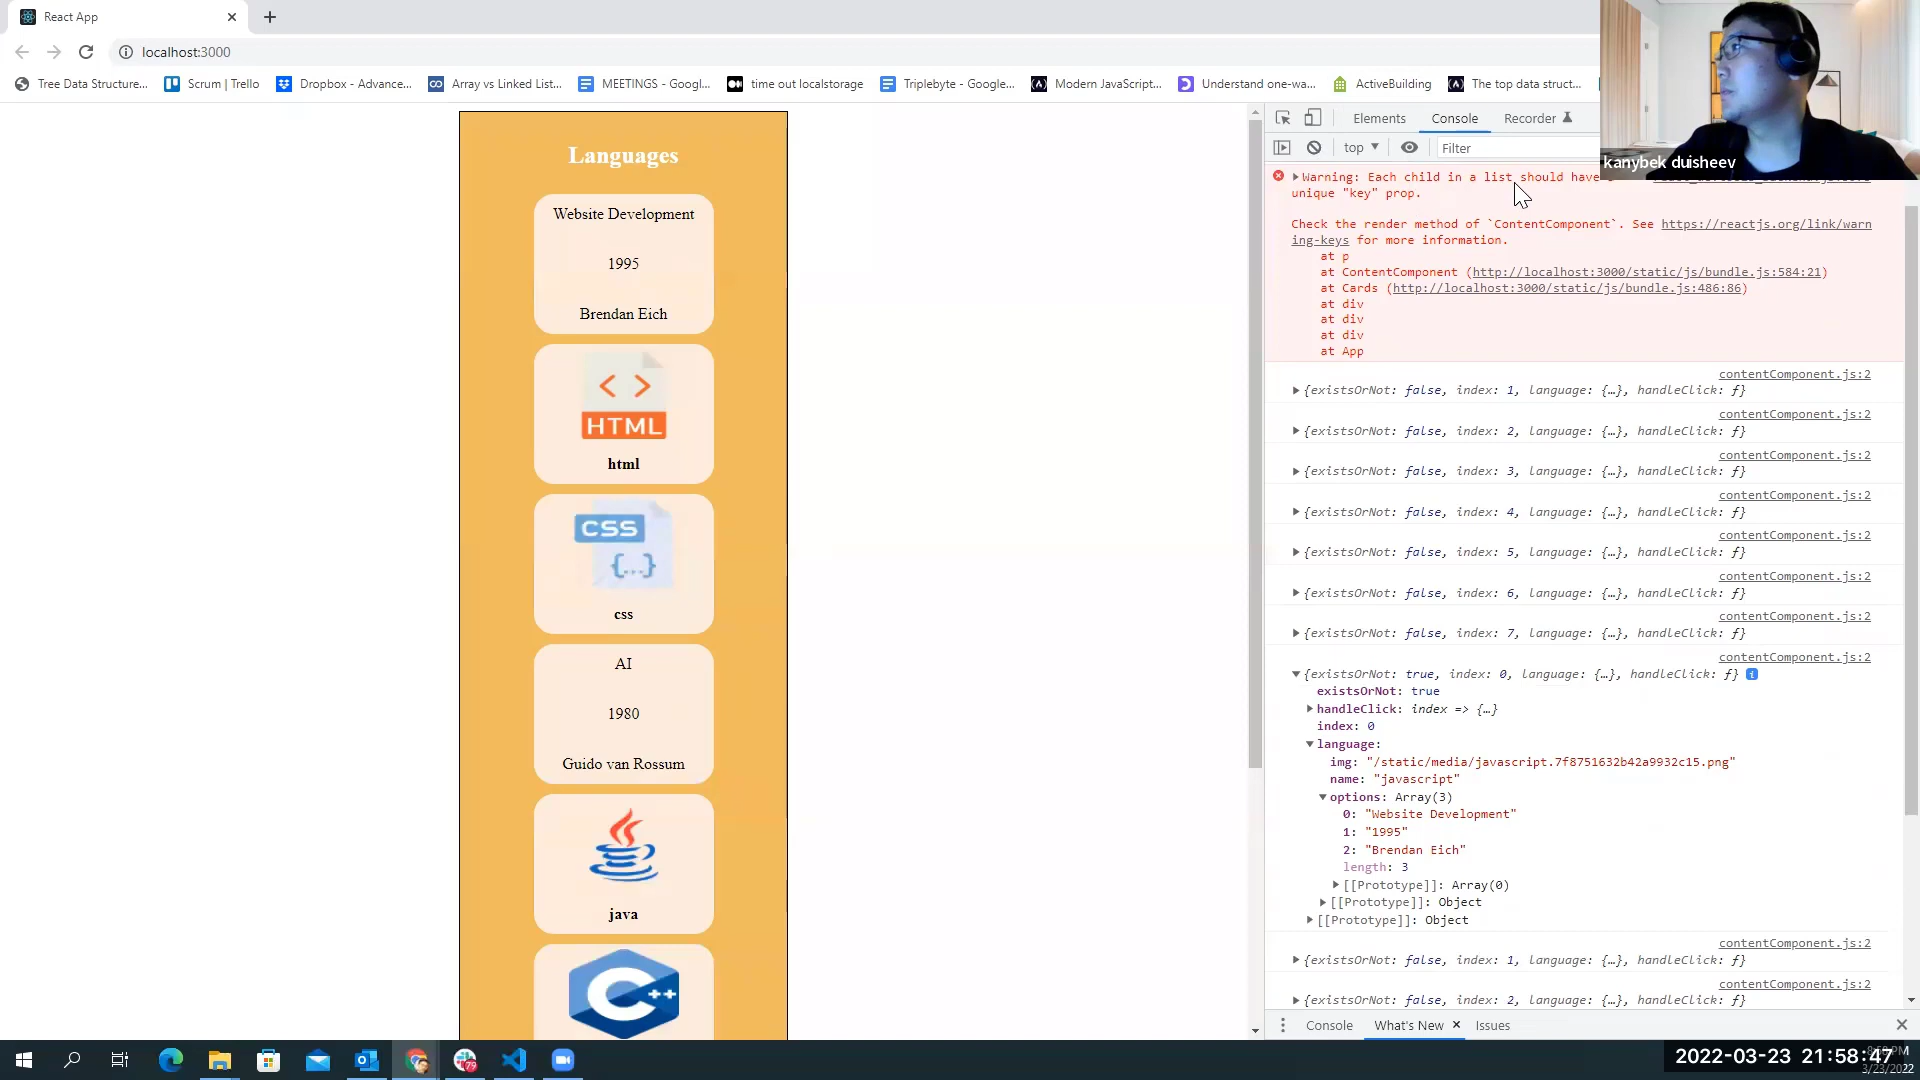 React App
localhost:3000
Tree Data Structure... Scrum | Trello Dropbox - Advance... Array vs Linked List... MEETINGS - Googl... time out localstorage Triplebyte - Google... Modern JavaScript... Understand one-wa... ActiveBuilding The top data struct...
Languages
Website Development
1995
Brendan Eich
HTML
html
CSS
{...}
css
AI
1980
Guido van Rossum
java
C++
Elements Console Recorder
top Filter
kanybek duisheev
Warning: Each child in a list should have
unique "key" prop.
Check the render method of `ContentComponent`. See https://reactjs.org/link/warn
ing-keys for more information.
at p
at ContentComponent (http://localhost:3000/static/js/bundle.js:584:21)
at Cards (http://localhost:3000/static/js/bundle.js:486:86)
at div
at div
at div
at App
contentComponent.js:2
{existsOrNot: false, index: 1, language: {…}, handleClick: ƒ}
contentComponent.js:2
{existsOrNot: false, index: 2, language: {…}, handleClick: ƒ}
contentComponent.js:2
{existsOrNot: false, index: 3, language: {…}, handleClick: ƒ}
contentComponent.js:2
{existsOrNot: false, index: 4, language: {…}, handleClick: ƒ}
contentComponent.js:2
{existsOrNot: false, index: 5, language: {…}, handleClick: ƒ}
contentComponent.js:2
{existsOrNot: false, index: 6, language: {…}, handleClick: ƒ}
contentComponent.js:2
{existsOrNot: false, index: 7, language: {…}, handleClick: ƒ}
contentComponent.js:2
{existsOrNot: true, index: 0, language: {…}, handleClick: ƒ} i
existsOrNot: true
handleClick: index => {…}
index: 0
language:
img: "/static/media/javascript.7f8751632b42a9932c15.png"
name: "javascript"
options: Array(3)
0: "Website Development"
1: "1995"
2: "Brendan Eich"
length: 3
[[Prototype]]: Array(0)
[[Prototype]]: Object
[[Prototype]]: Object
contentComponent.js:2
{existsOrNot: false, index: 1, language: {…}, handleClick: ƒ}
contentComponent.js:2
{existsOrNot: false, index: 2, language: {…}, handleClick: ƒ}
Console What's New Issues
2022-03-23 21:58:47
3/23/2022